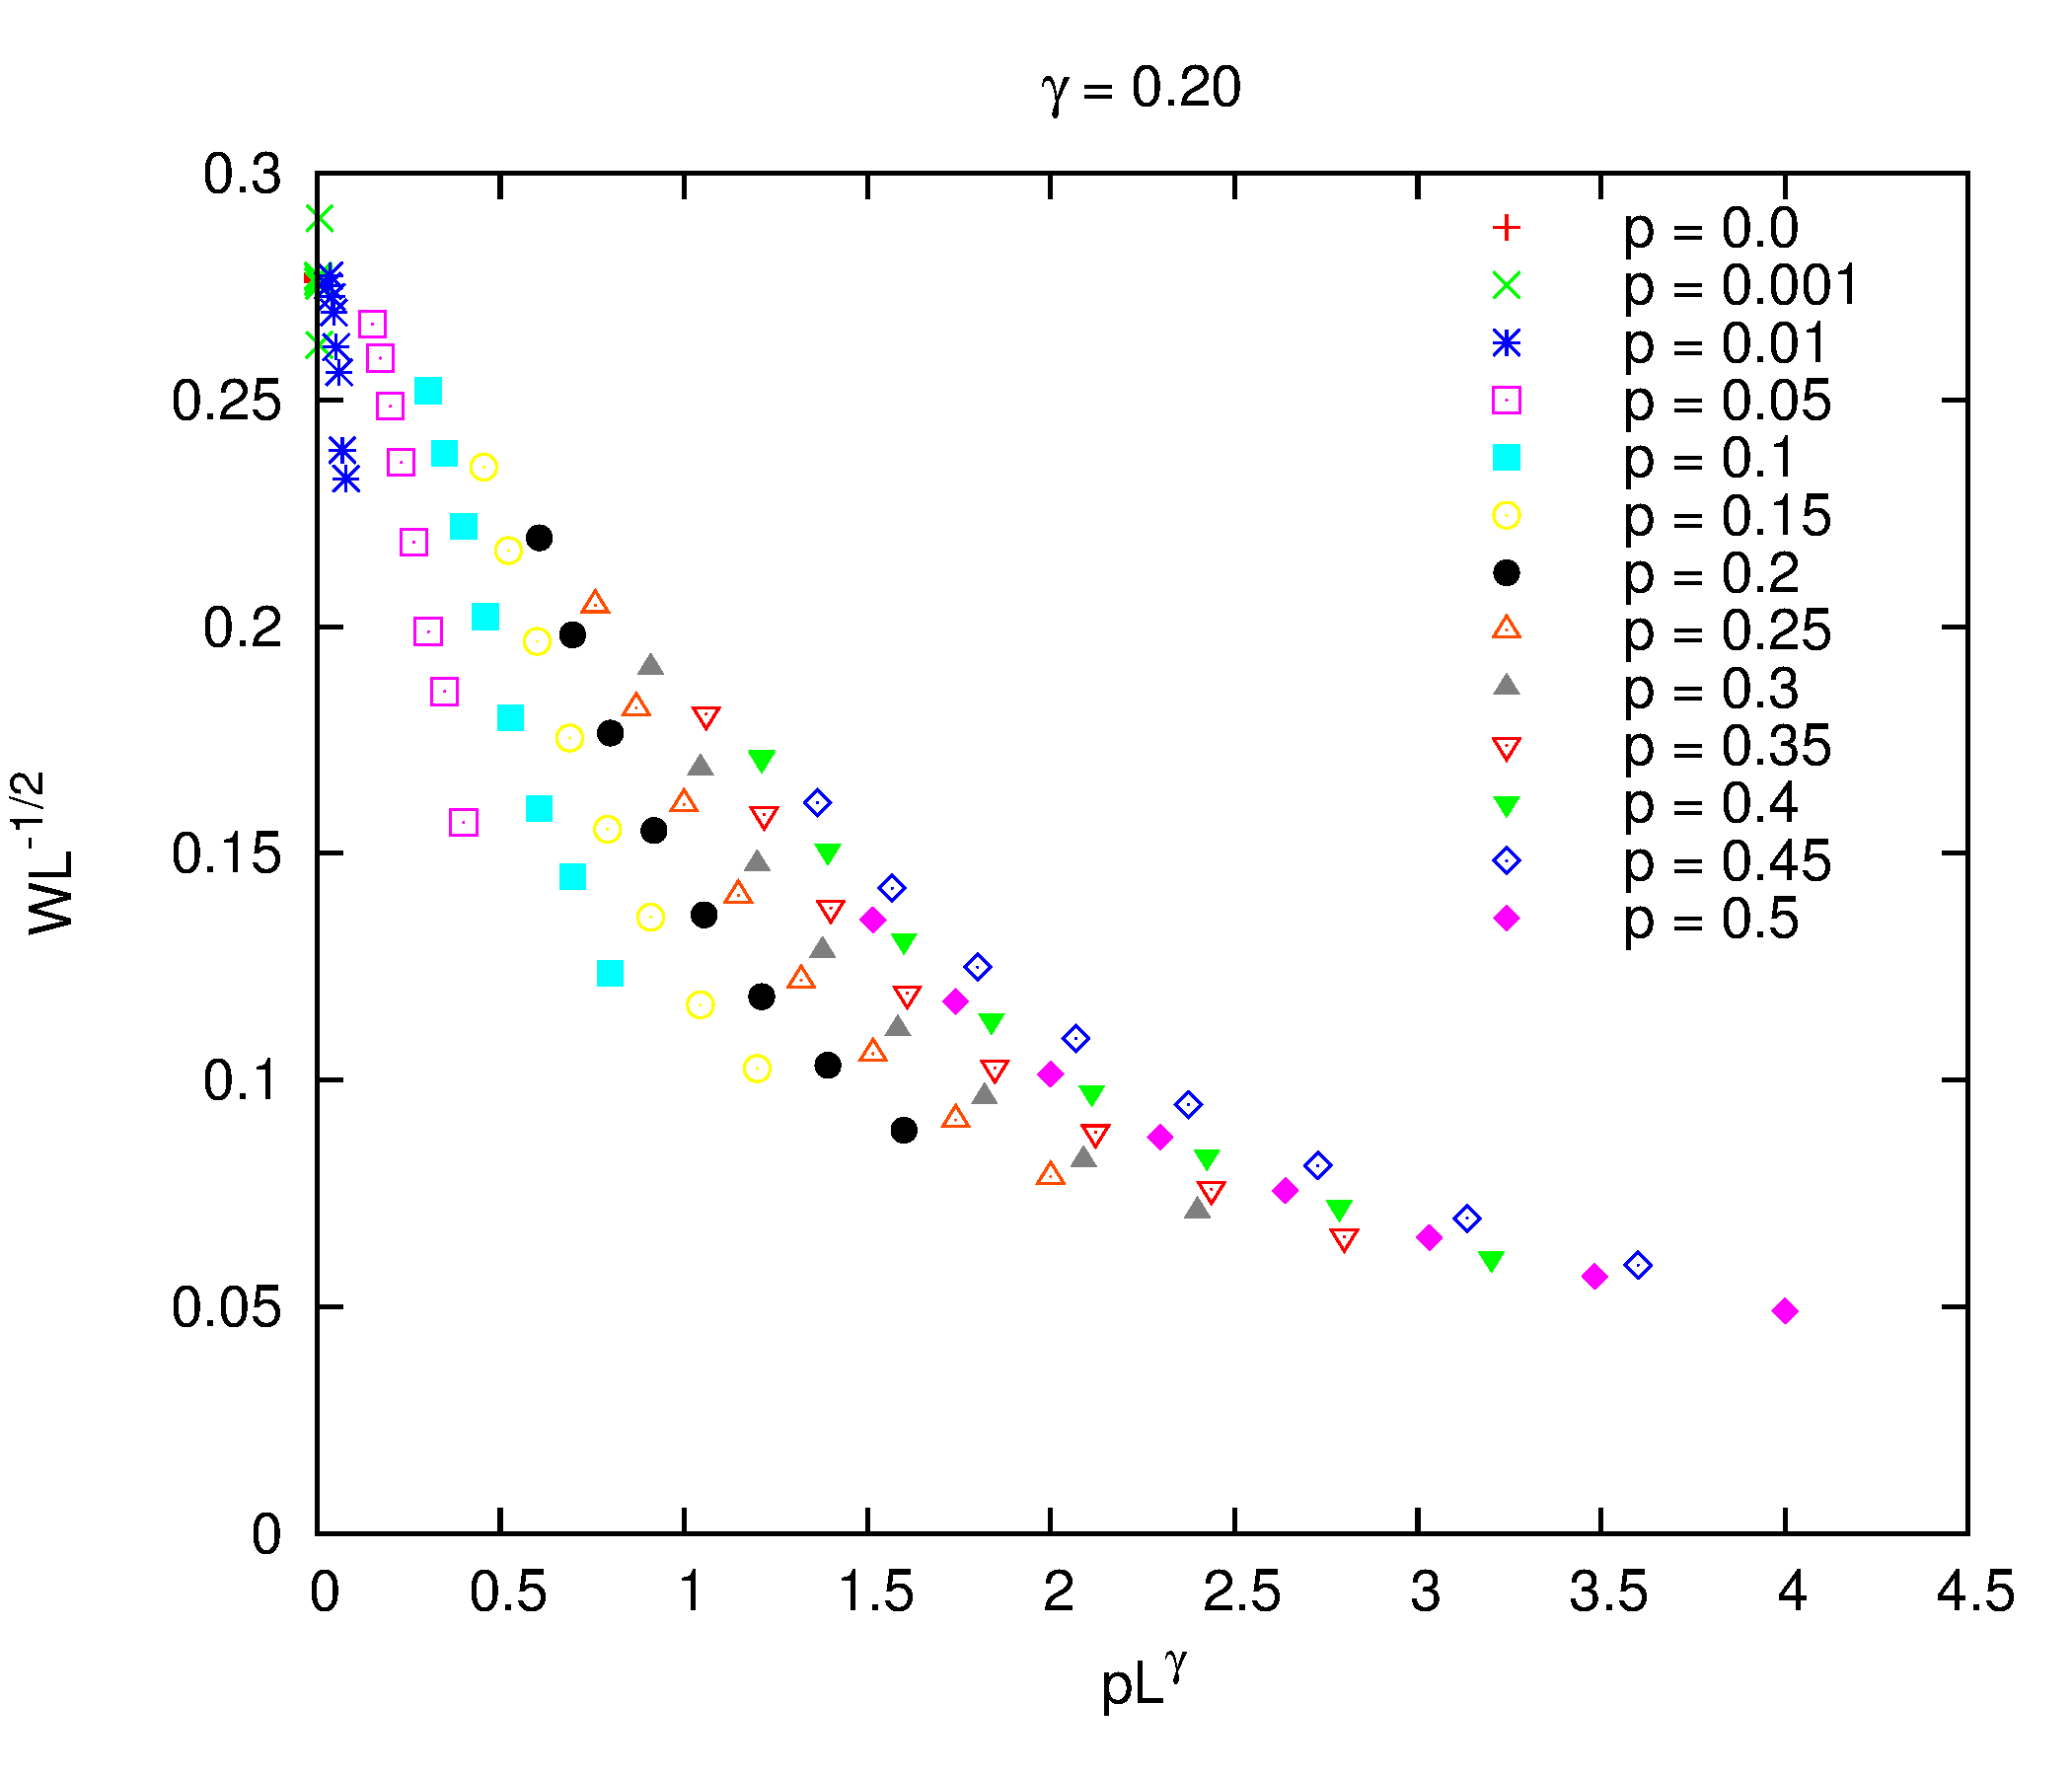 γ = 0.20
0.3
0.25
0.2
0.15
0.1
0.05
0
WL-1/2
p = 0.0
p = 0.001
p = 0.01
p = 0.05
p = 0.1
p = 0.15
p = 0.2
p = 0.25
p = 0.3
p = 0.35
p = 0.4
p = 0.45
p = 0.5
0 0.5 1 1.5 2 2.5 3 3.5 4 4.5
pLγ